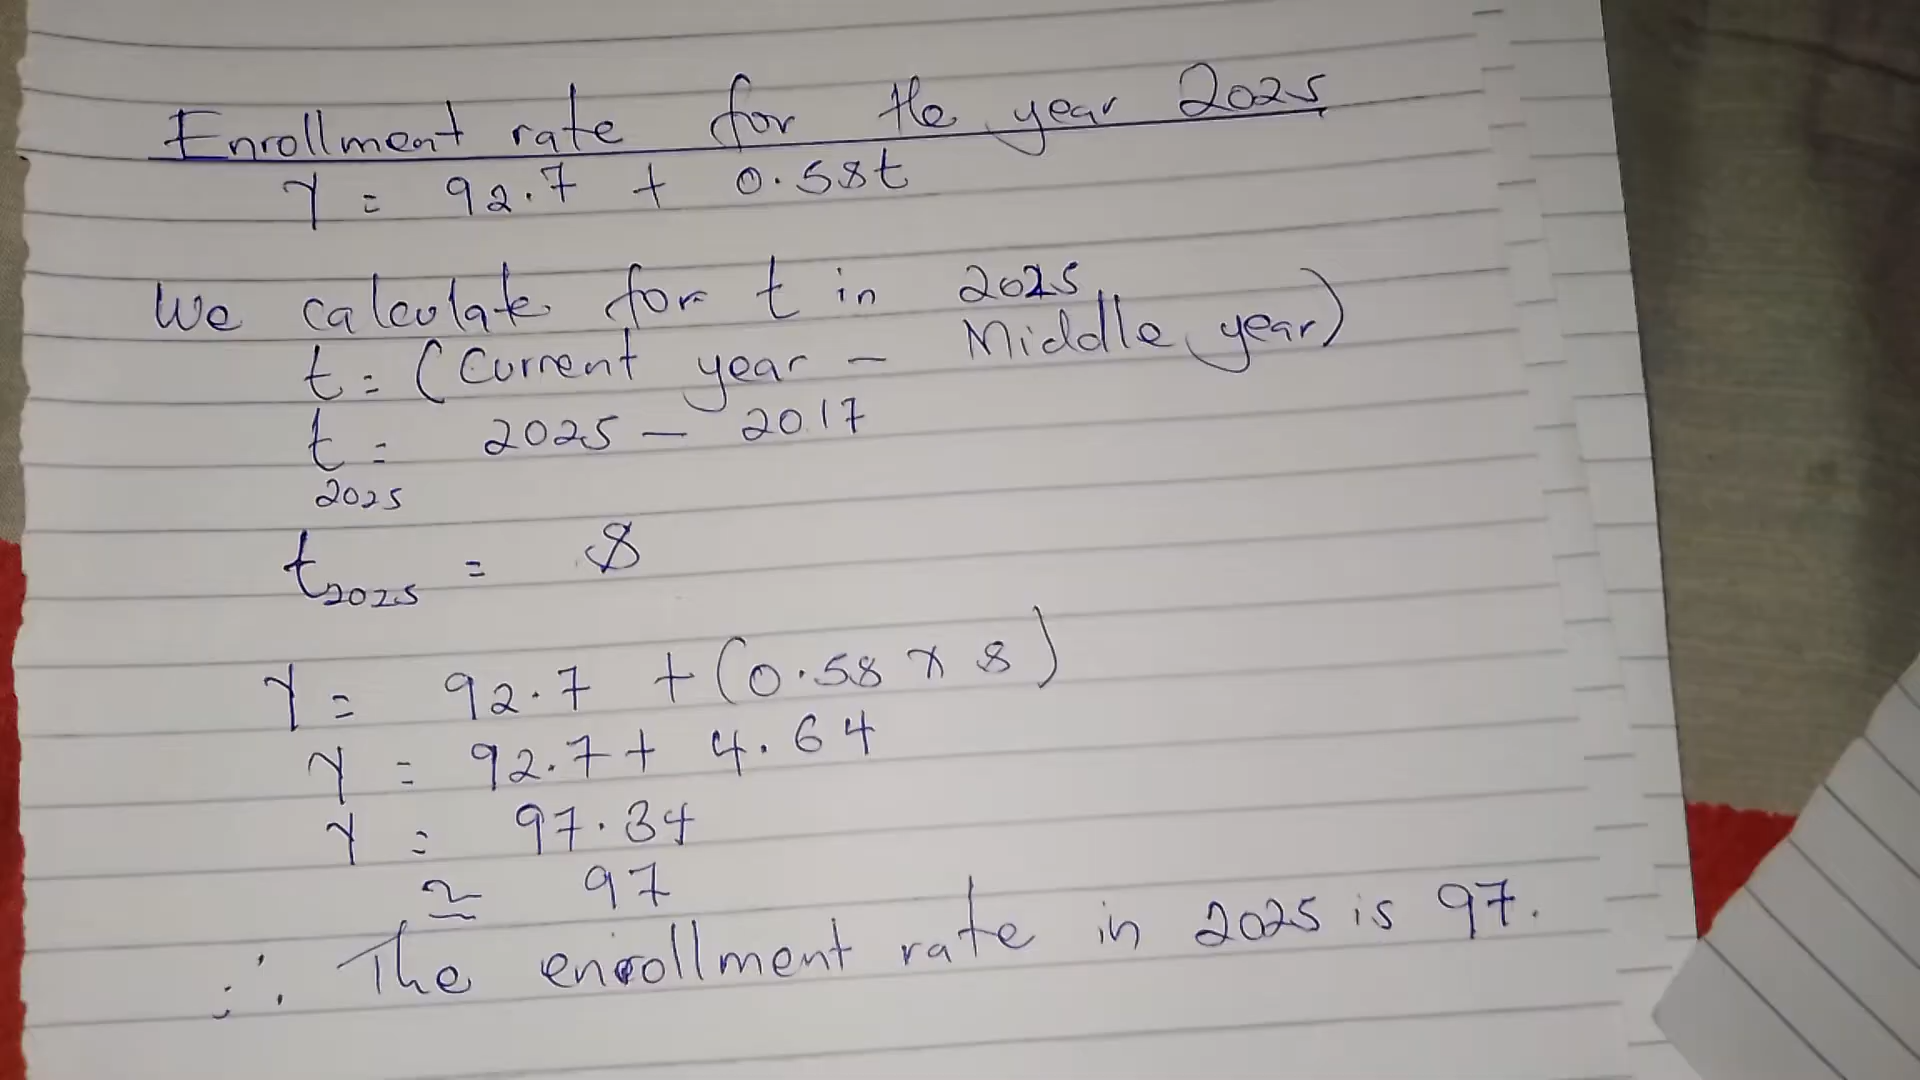 Enrollment rate for the year 2025
Y = 92.7 + 0.58t
We calculate for t in 2025
t = (Current year - Middle year)
t = 2025 - 2017
2025
t2025 = 8
Y = 92.7 + (0.58 x 8)
Y = 92.7 + 4.64
Y = 97.34
≃ 97
∴ The enrollment rate in 2025 is 97.